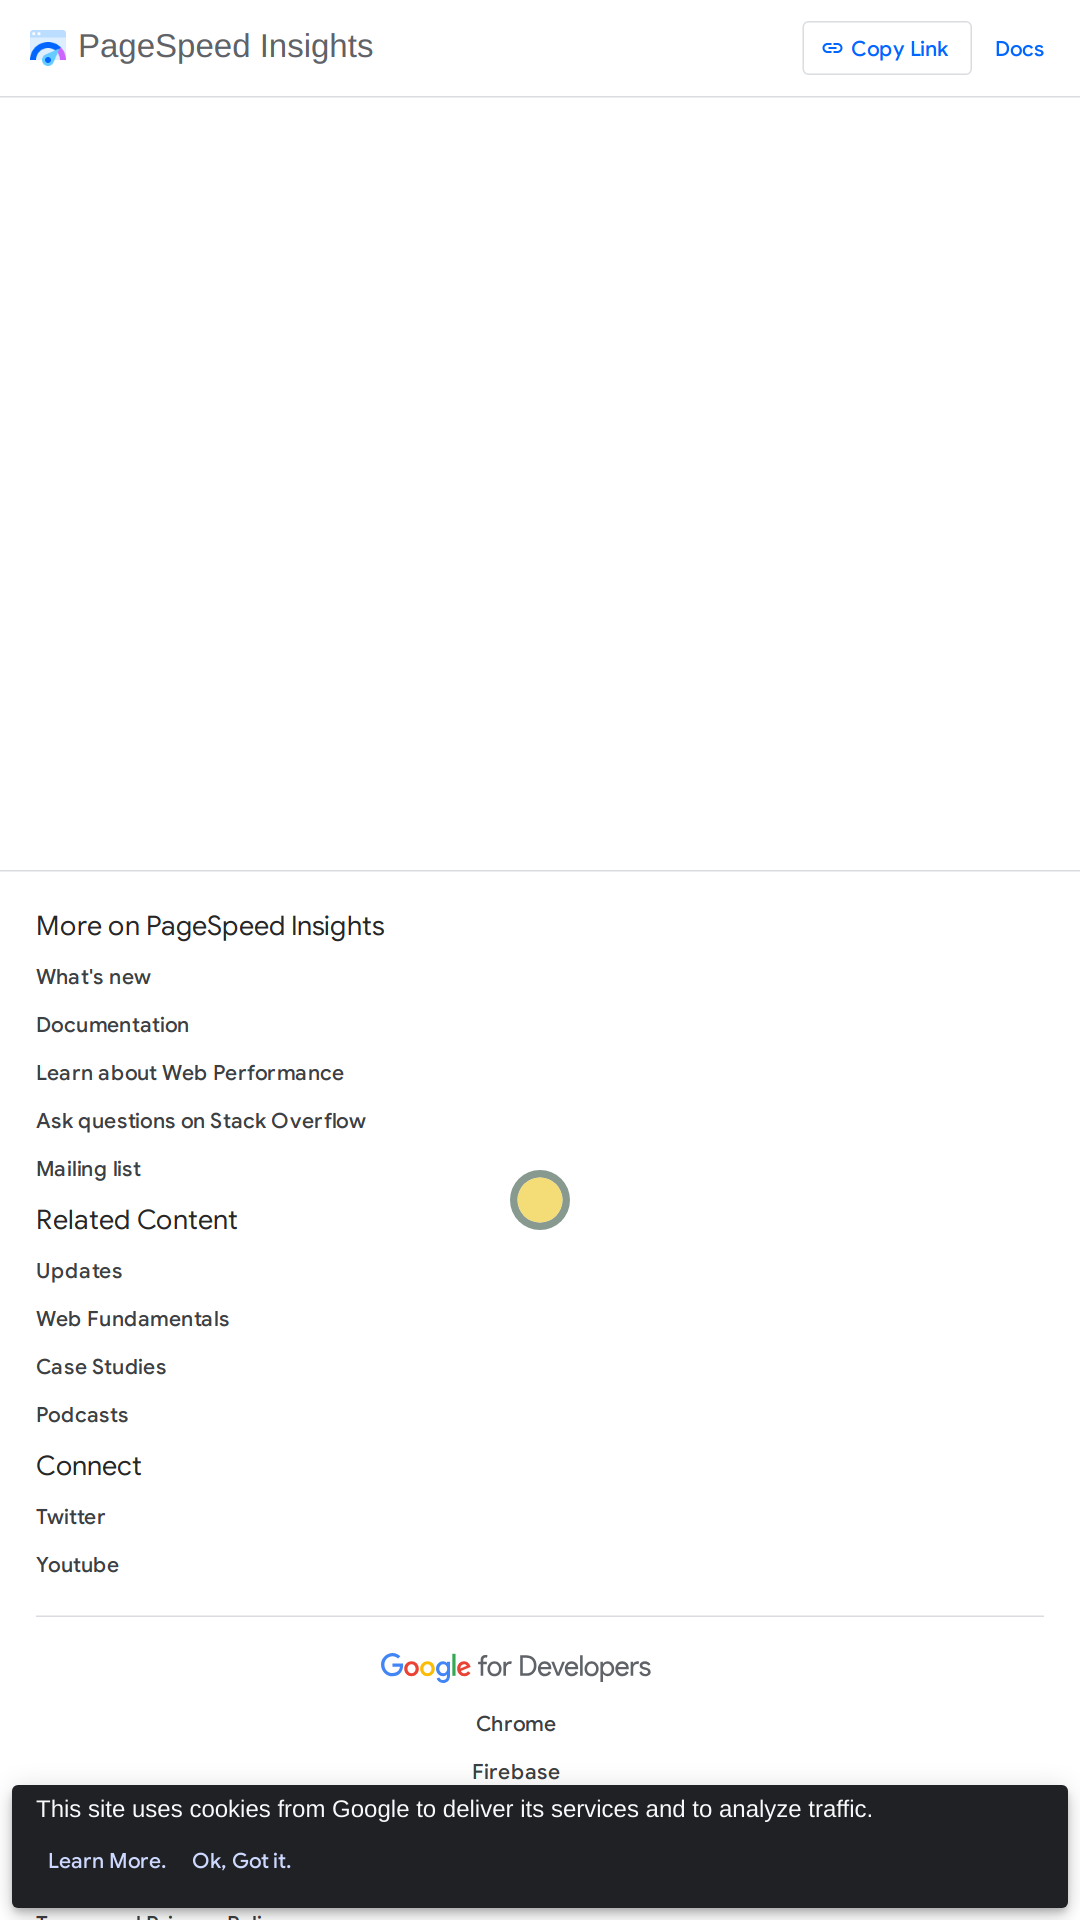 PageSpeed Insights
Copy Link
Docs
More on PageSpeed Insights
What's new
Documentation
Learn about Web Performance
Ask questions on Stack Overflow
Mailing list
Related Content
Updates
Web Fundamentals
Case Studies
Podcasts
Connect
Twitter
Youtube
Google for Developers
Chrome
Firebase
This site uses cookies from Google to deliver its services and to analyze traffic.
Learn More.
Ok, Got it.